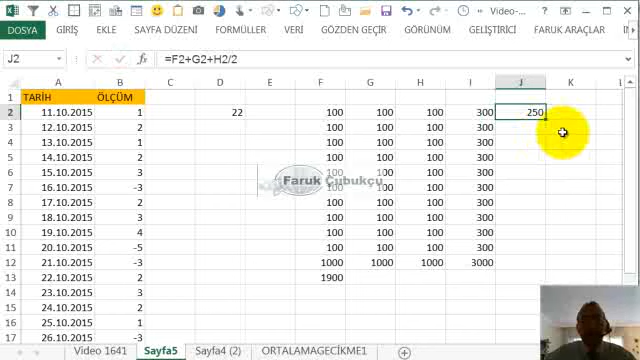 Video-...
DOSYA GİRİŞ EKLE SAYFA DÜZENİ FORMÜLLER VERİ GÖZDEN GEÇİR GÖRÜNÜM GELİŞTİRİCİ FARUK ARAÇLAR
J2 fx =F2+G2+H2/2
A B C D E F G H I J K
1 TARİH ÖLÇÜM
2 11.10.2015 1 22 100 100 100 300 250
3 12.10.2015 2 100 100 100 300
4 13.10.2015 1 100 100 100 300
5 14.10.2015 2 100 100 100 300
6 15.10.2015 3 100 100 100 300
7 16.10.2015 -3 100 100 100 300
Faruk Çubukçu
8 17.10.2015 2 100 100 100 300
9 18.10.2015 3 100 100 100 300
10 19.10.2015 4 100 100 100 300
11 20.10.2015 -5 100 100 100 300
12 21.10.2015 -3 1000 1000 1000 3000
13 22.10.2015 2 1900
14 23.10.2015 3
15 24.10.2015 2
16 25.10.2015 1
17 26.10.2015 -3
Video 1641 Sayfa5 Sayfa4 (2) ORTALAMAGECİKME1